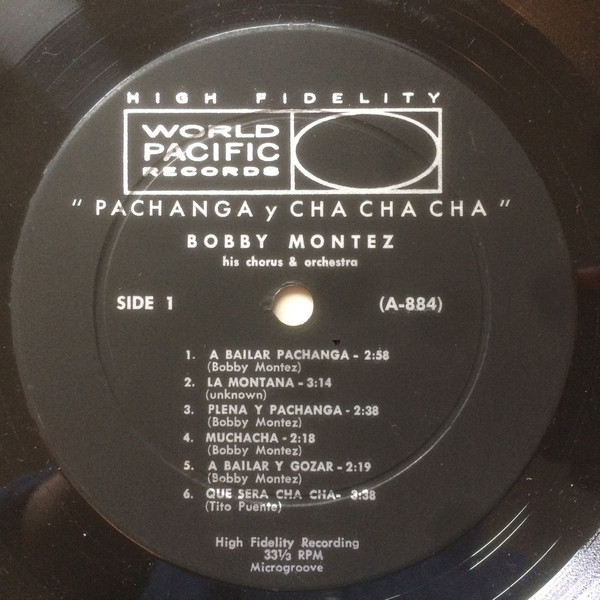 HIGH FIDELITY
WORLD
PACIFIC
RECORDS
" PACHANGA y CHA CHA CHA "
BOBBY MONTEZ
his chorus & orchestra
SIDE 1 (A-884)
1. A BAILAR PACHANGA - 2:58
(Bobby Montez)
2. LA MONTANA - 3:14
(unknown)
3. PLENA Y PACHANGA - 2:38
(Bobby Montez)
4. MUCHACHA - 2:18
(Bobby Montez)
5. A BAILAR Y GOZAR - 2:19
(Bobby Montez)
6. QUE SERA CHA CHA- 3:38
(Tito Puente)
High Fidelity Recording
33⅓ RPM
Microgroove